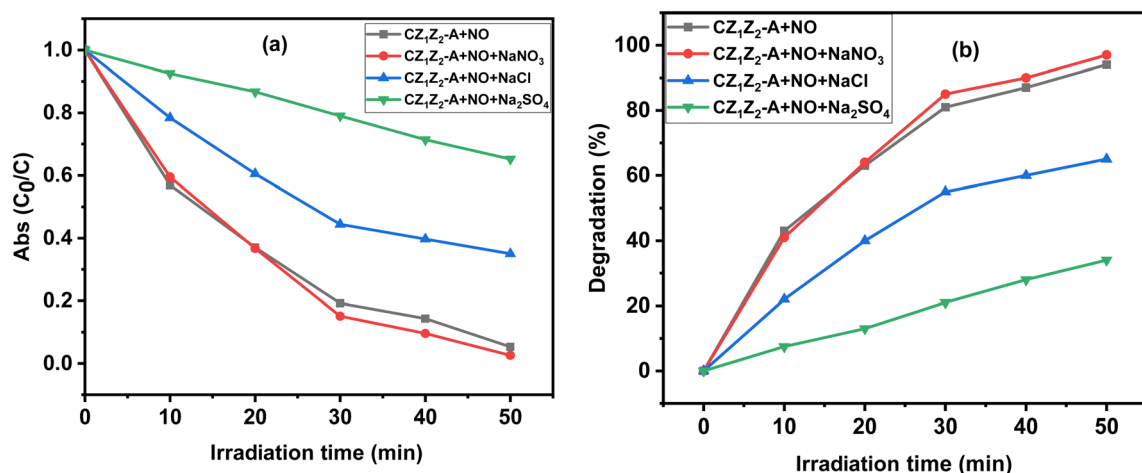 (a)
CZ₁Z₂-A+NO
CZ₁Z₂-A+NO+NaNO₃
CZ₁Z₂-A+NO+NaCl
CZ₁Z₂-A+NO+Na₂SO₄
Abs (C₀/C)
1.0
0.8
0.6
0.4
0.2
0.0
0 10 20 30 40 50
Irradiation time (min)
(b)
CZ₁Z₂-A+NO
CZ₁Z₂-A+NO+NaNO₃
CZ₁Z₂-A+NO+NaCl
CZ₁Z₂-A+NO+Na₂SO₄
Degradation (%)
100
80
60
40
20
0
0 10 20 30 40 50
Irradiation time (min)